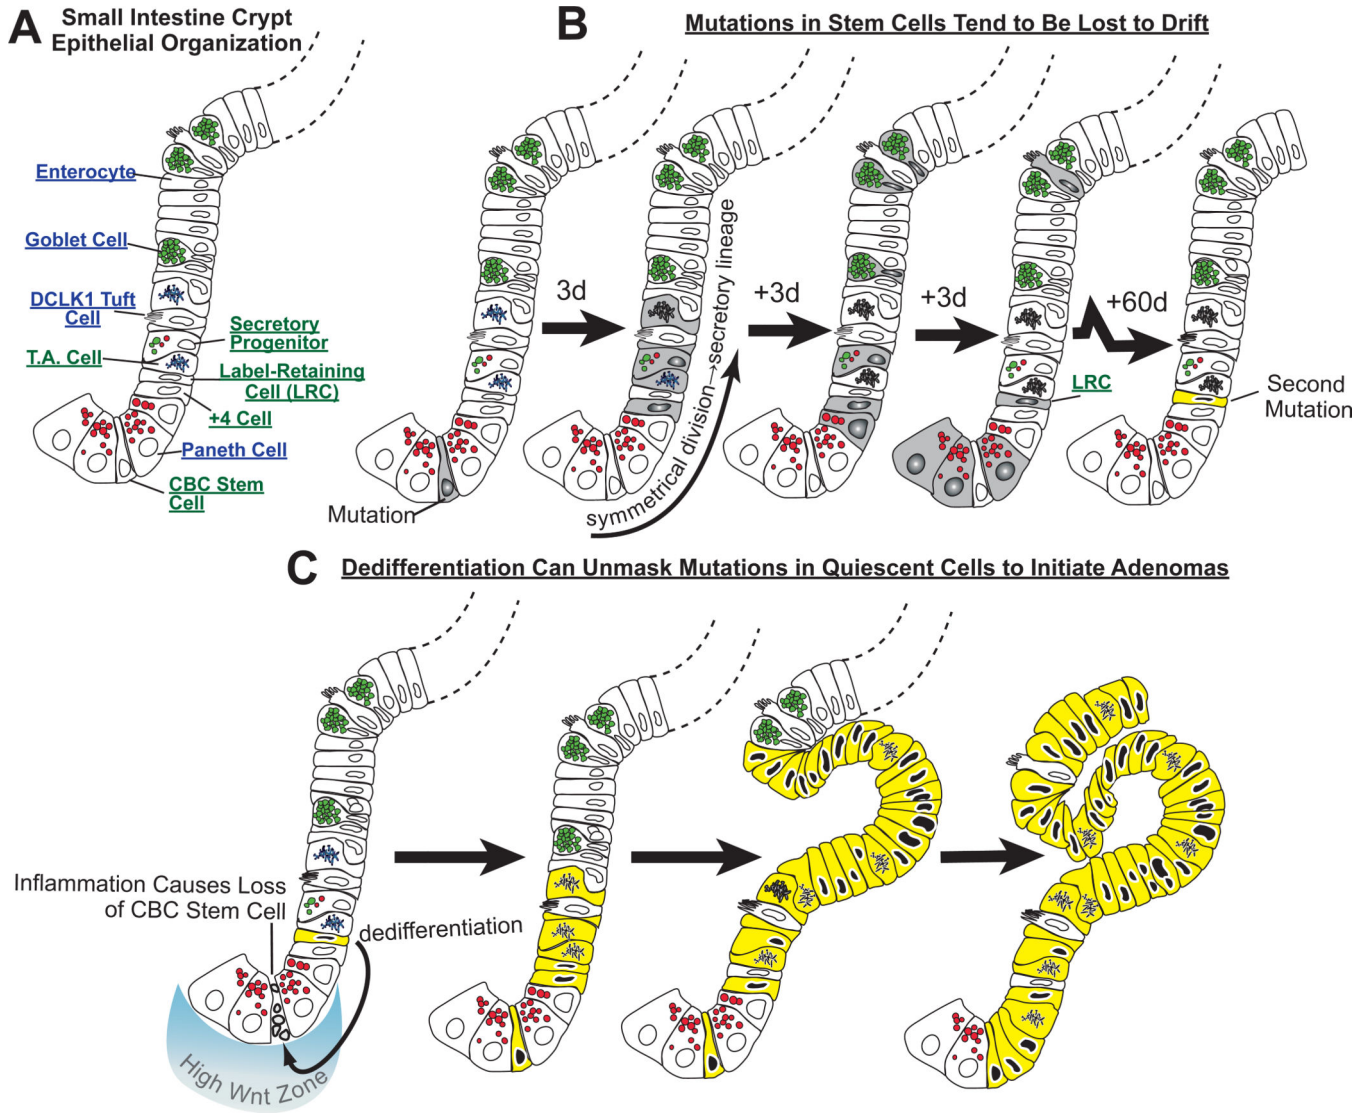 A
Small Intestine Crypt
Epithelial Organization
Enterocyte
Goblet Cell
DCLK1 Tuft
Cell
Secretory
Progenitor
T.A. Cell
Label-Retaining
Cell (LRC)
+4 Cell
Paneth Cell
CBC Stem
Cell
B
Mutations in Stem Cells Tend to Be Lost to Drift
Mutation
3d
symmetrical division→secretory lineage
+3d
+3d
LRC
+60d
Second
Mutation
C
Dedifferentiation Can Unmask Mutations in Quiescent Cells to Initiate Adenomas
Inflammation Causes Loss
of CBC Stem Cell
dedifferentiation
High Wnt Zone